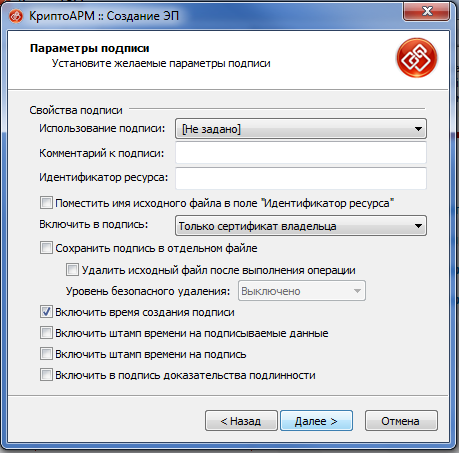 КриптоАРМ :: Создание ЭП
Параметры подписи
Установите желаемые параметры подписи
Свойства подписи
Использование подписи: [Не задано]
Комментарий к подписи:
Идентификатор ресурса:
Поместить имя исходного файла в поле "Идентификатор ресурса"
Включить в подпись: Только сертификат владельца
Сохранить подпись в отдельном файле
Удалить исходный файл после выполнения операции
Уровень безопасного удаления: Выключено
Включить время создания подписи
Включить штамп времени на подписываемые данные
Включить штамп времени на подпись
Включить в подпись доказательства подлинности
< Назад Далее > Отмена